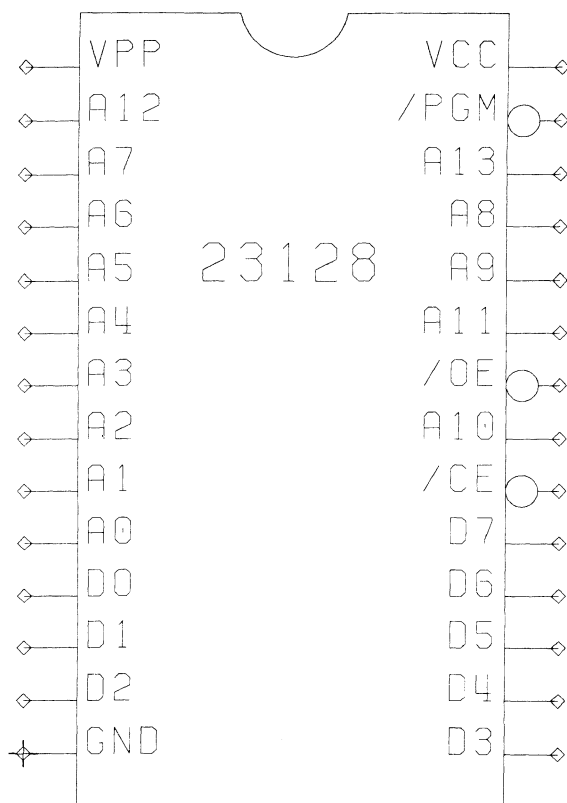 VPP VCC
A12 /PGM
A7 A13
A6 A8
23128
A5 A9
A4 A11
A3 /OE
A2 A10
A1 /CE
A0 D7
D0 D6
D1 D5
D2 D4
GND D3